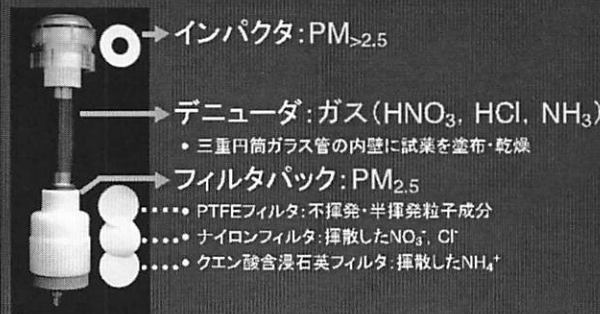 インパクタ:PM>2.5
デニューダ:ガス(HNO3, HCl, NH3)
• 三重円筒ガラス管の内壁に試薬を塗布・乾燥
フィルタパック:PM2.5
• PTFEフィルタ:不揮発・半揮発粒子成分
• ナイロンフィルタ:揮散したNO3-, Cl-
• クエン酸含浸石英フィルタ:揮散したNH4+